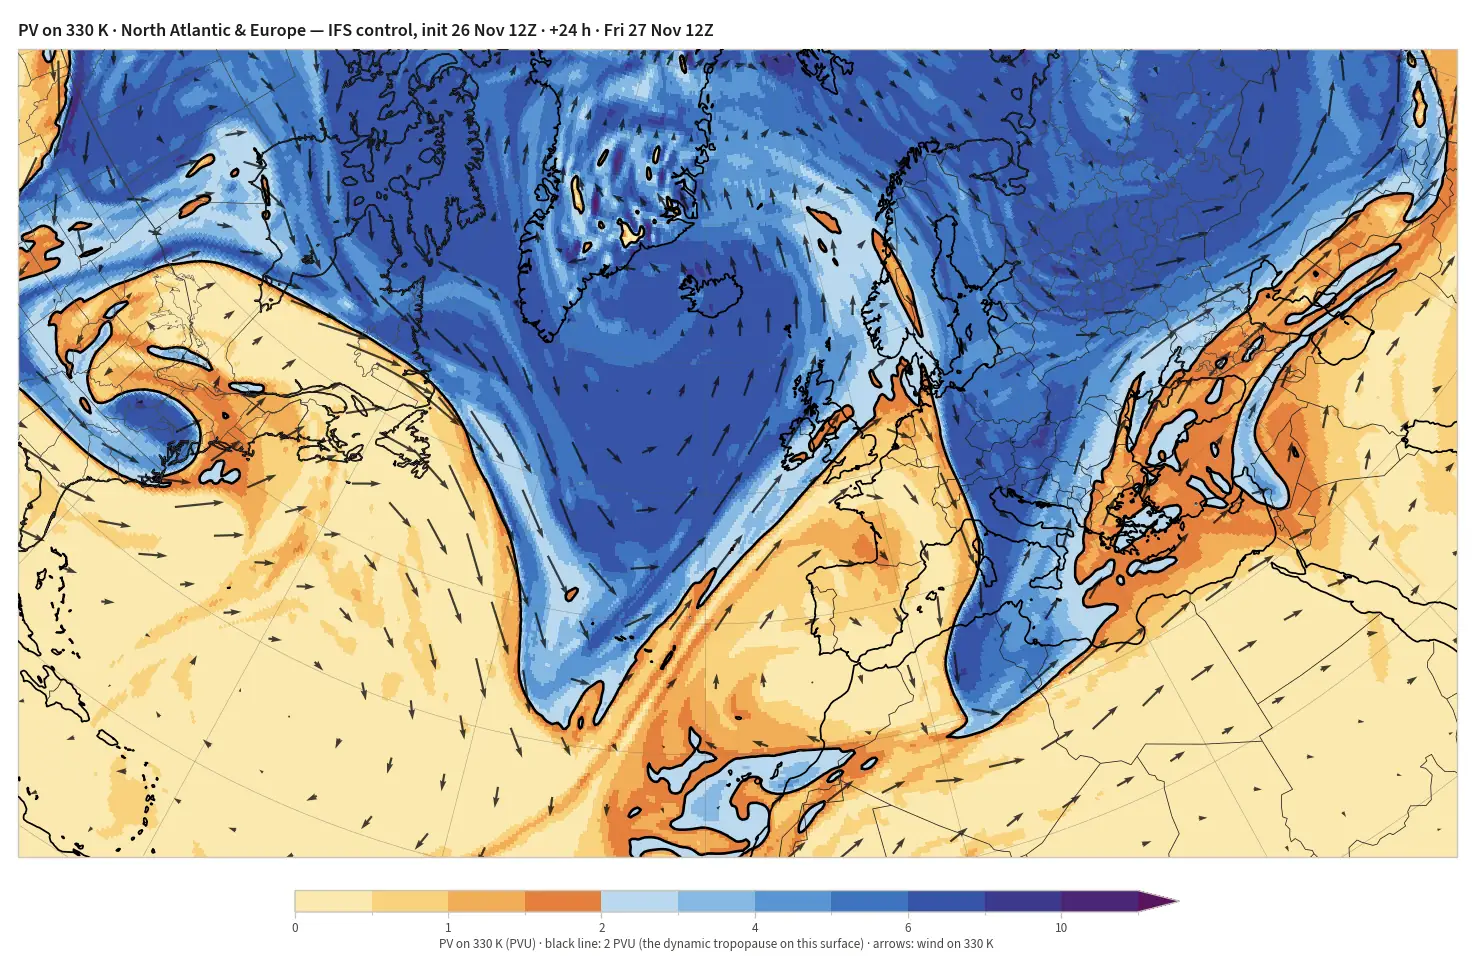 PV on 330 K · North Atlantic & Europe — IFS control, init 26 Nov 12Z · +24 h · Fri 27 Nov 12Z
0 1 2 4 6 10
PV on 330 K (PVU) · black line: 2 PVU (the dynamic tropopause on this surface) · arrows: wind on 330 K